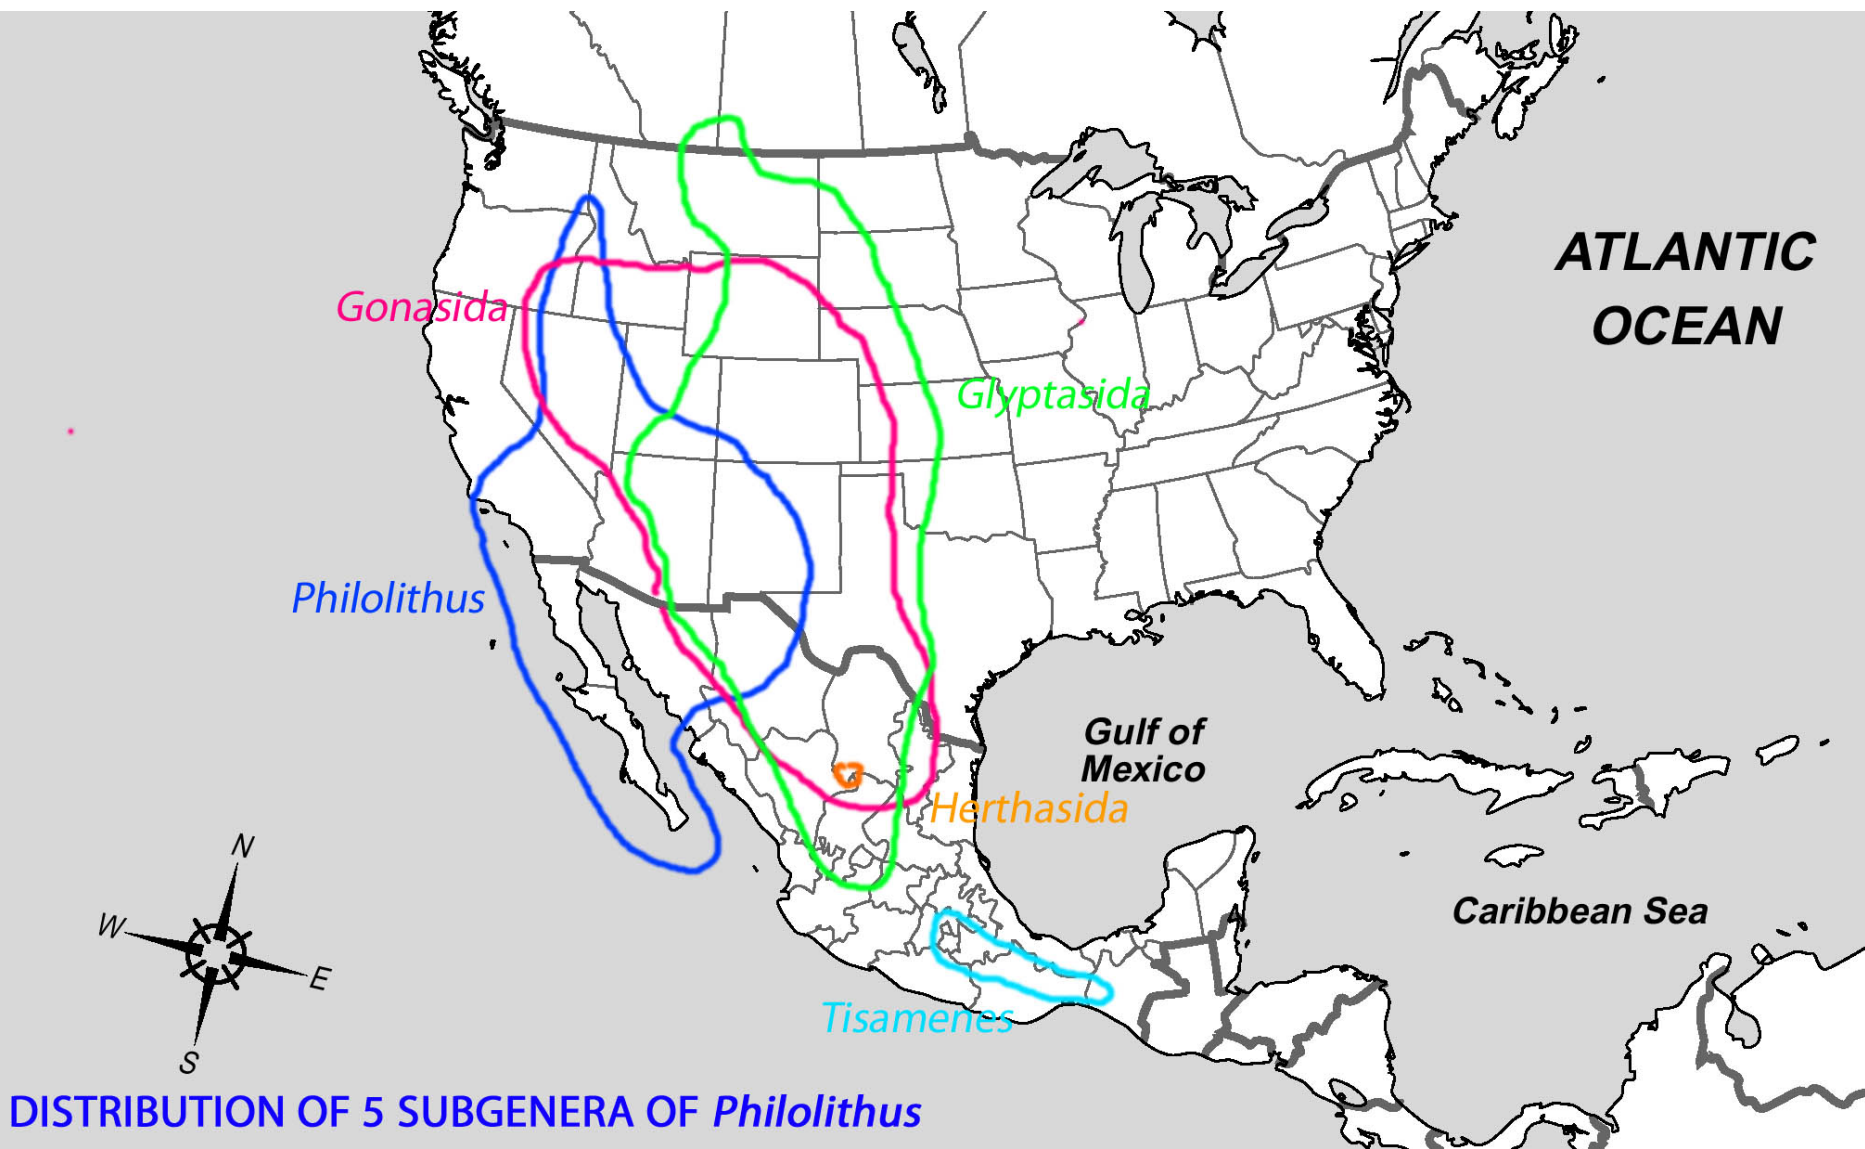 ATLANTIC
OCEAN
Gonasida
Glyptasida
Philolithus
Gulf of
Mexico
Herthasida
Caribbean Sea
Tisamenes
N
W
E
S
DISTRIBUTION OF 5 SUBGENERA OF Philolithus